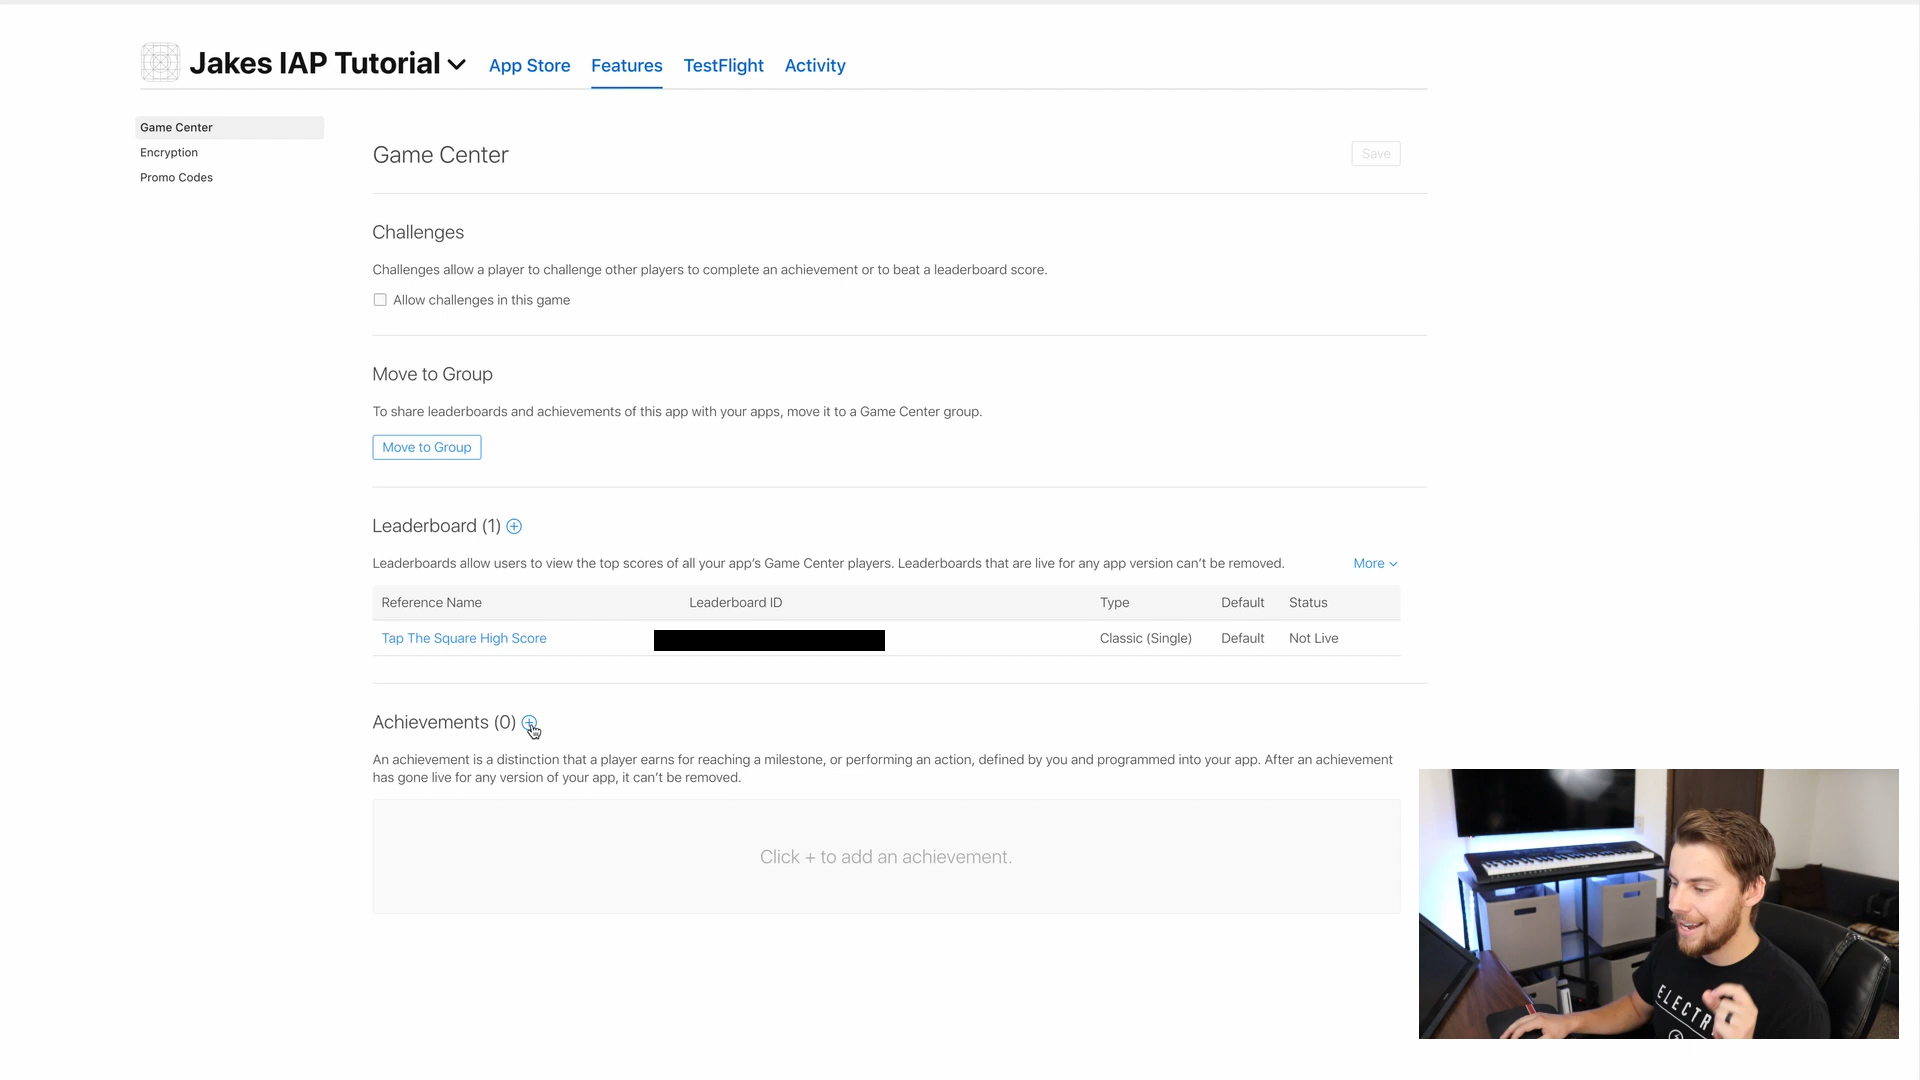 Jakes IAP Tutorial
App Store
Features
TestFlight
Activity
Game Center
Encryption
Promo Codes
Game Center
Save
Challenges
Challenges allow a player to challenge other players to complete an achievement or to beat a leaderboard score.
Allow challenges in this game
Move to Group
To share leaderboards and achievements of this app with your apps, move it to a Game Center group.
Move to Group
Leaderboard (1)
Leaderboards allow users to view the top scores of all your app’s Game Center players. Leaderboards that are live for any app version can’t be removed.
More
Reference Name Leaderboard ID Type Default Status
Tap The Square High Score Classic (Single) Default Not Live
Achievements (0)
An achievement is a distinction that a player earns for reaching a milestone, or performing an action, defined by you and programmed into your app. After an achievement
has gone live for any version of your app, it can’t be removed.
Click + to add an achievement.